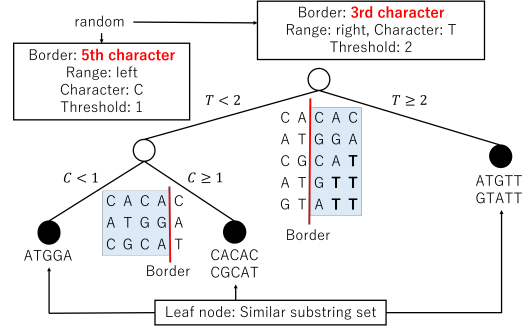 random
Border: 3rd character
Range: right, Character: T
Threshold: 2
Border: 5th character
Range: left
Character: C
Threshold: 1
T < 2
T ≥ 2
C A C A C
A T G G A
C G C A T
A T G T T
G T A T T
Border
C < 1
C ≥ 1
C A C A C
A T G G A
C G C A T
Border
ATGTT
GTATT
ATGGA
CACAC
CGCAT
Leaf node: Similar substring set